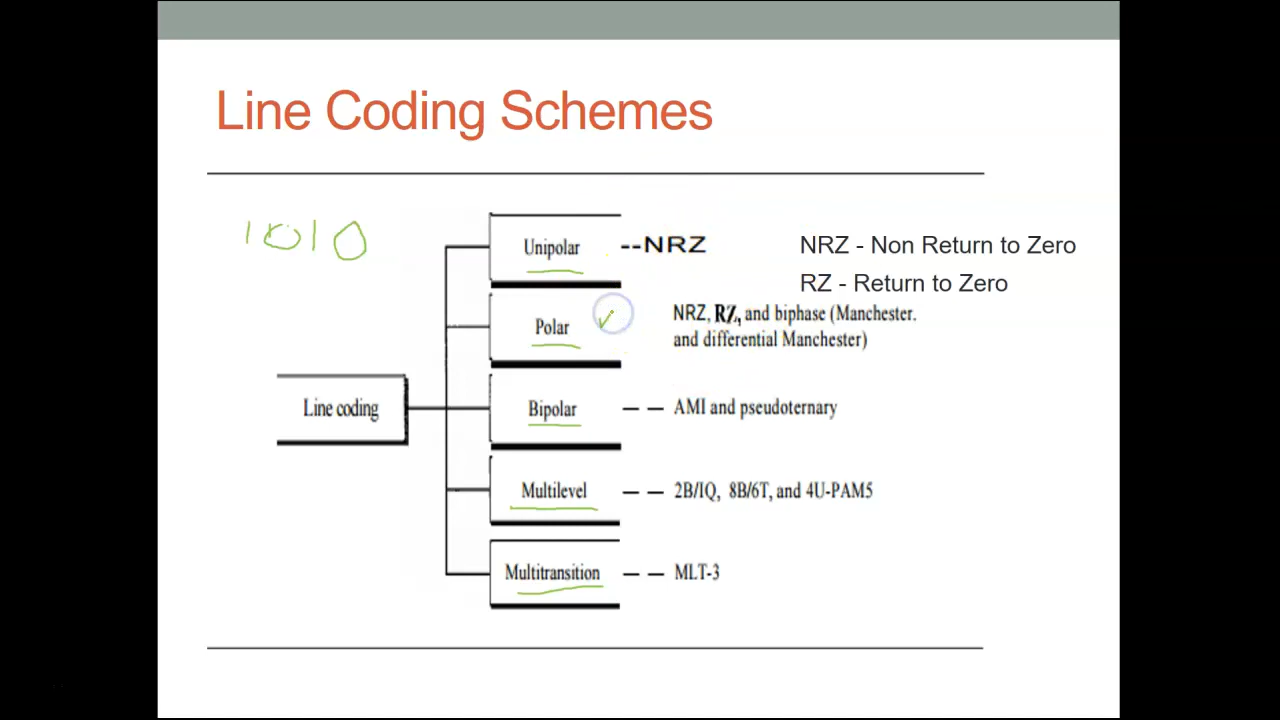 Line Coding Schemes
1010
Unipolar --NRZ
NRZ - Non Return to Zero
RZ - Return to Zero
Polar
NRZ, RZ, and biphase (Manchester.
and differential Manchester)
Line coding
Bipolar — — AMI and pseudoternary
Multilevel — — 2B/IQ, 8B/6T, and 4U-PAM5
Multitransition — — MLT-3